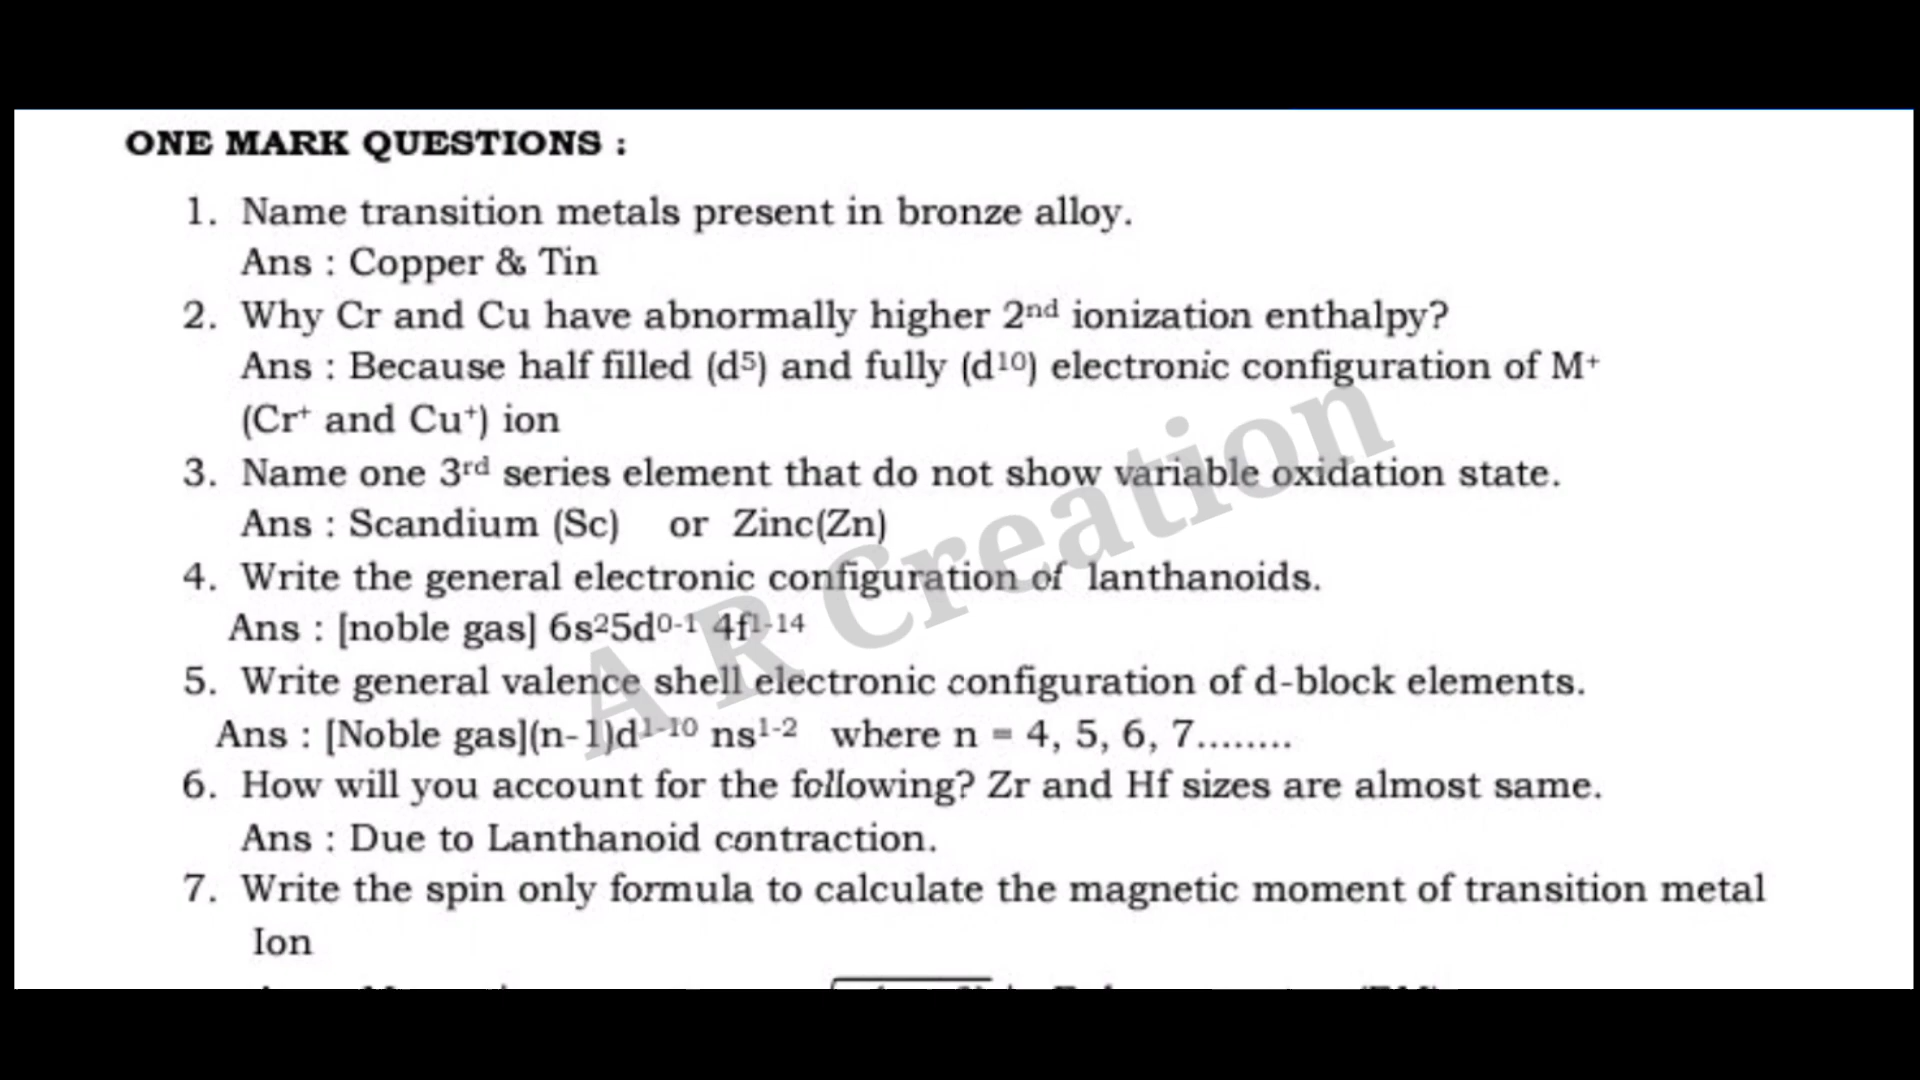 ONE MARK QUESTIONS :
1. Name transition metals present in bronze alloy.
Ans : Copper & Tin
2. Why Cr and Cu have abnormally higher 2nd ionization enthalpy?
Ans : Because half filled (d⁵) and fully (d¹⁰) electronic configuration of M⁺
(Cr⁺ and Cu⁺) ion
3. Name one 3rd series element that do not show variable oxidation state.
Ans : Scandium (Sc) or Zinc(Zn)
4. Write the general electronic configuration of lanthanoids.
Ans : [noble gas] 6s²5d⁰⁻¹ 4f¹⁻¹⁴
5. Write general valence shell electronic configuration of d-block elements.
Ans : [Noble gas](n-1)d¹⁻¹⁰ ns¹⁻² where n = 4, 5, 6, 7........
6. How will you account for the following? Zr and Hf sizes are almost same.
Ans : Due to Lanthanoid contraction.
7. Write the spin only formula to calculate the magnetic moment of transition metal
Ion
A R Creation